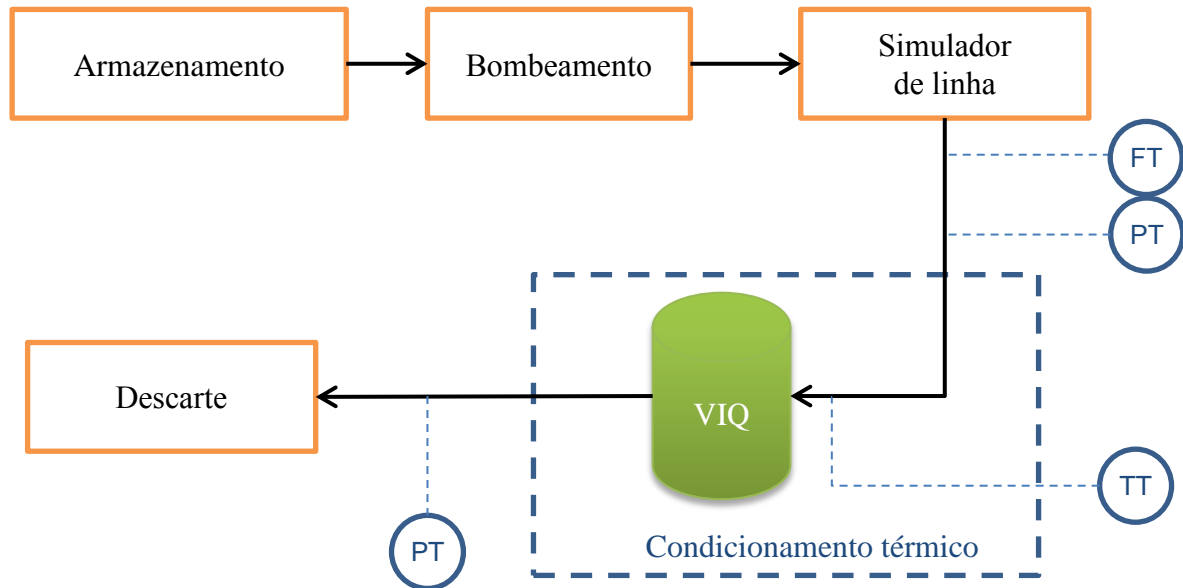 Armazenamento
Bombeamento
Simulador
de linha
FT
PT
Descarte
VIQ
TT
PT
Condicionamento térmico